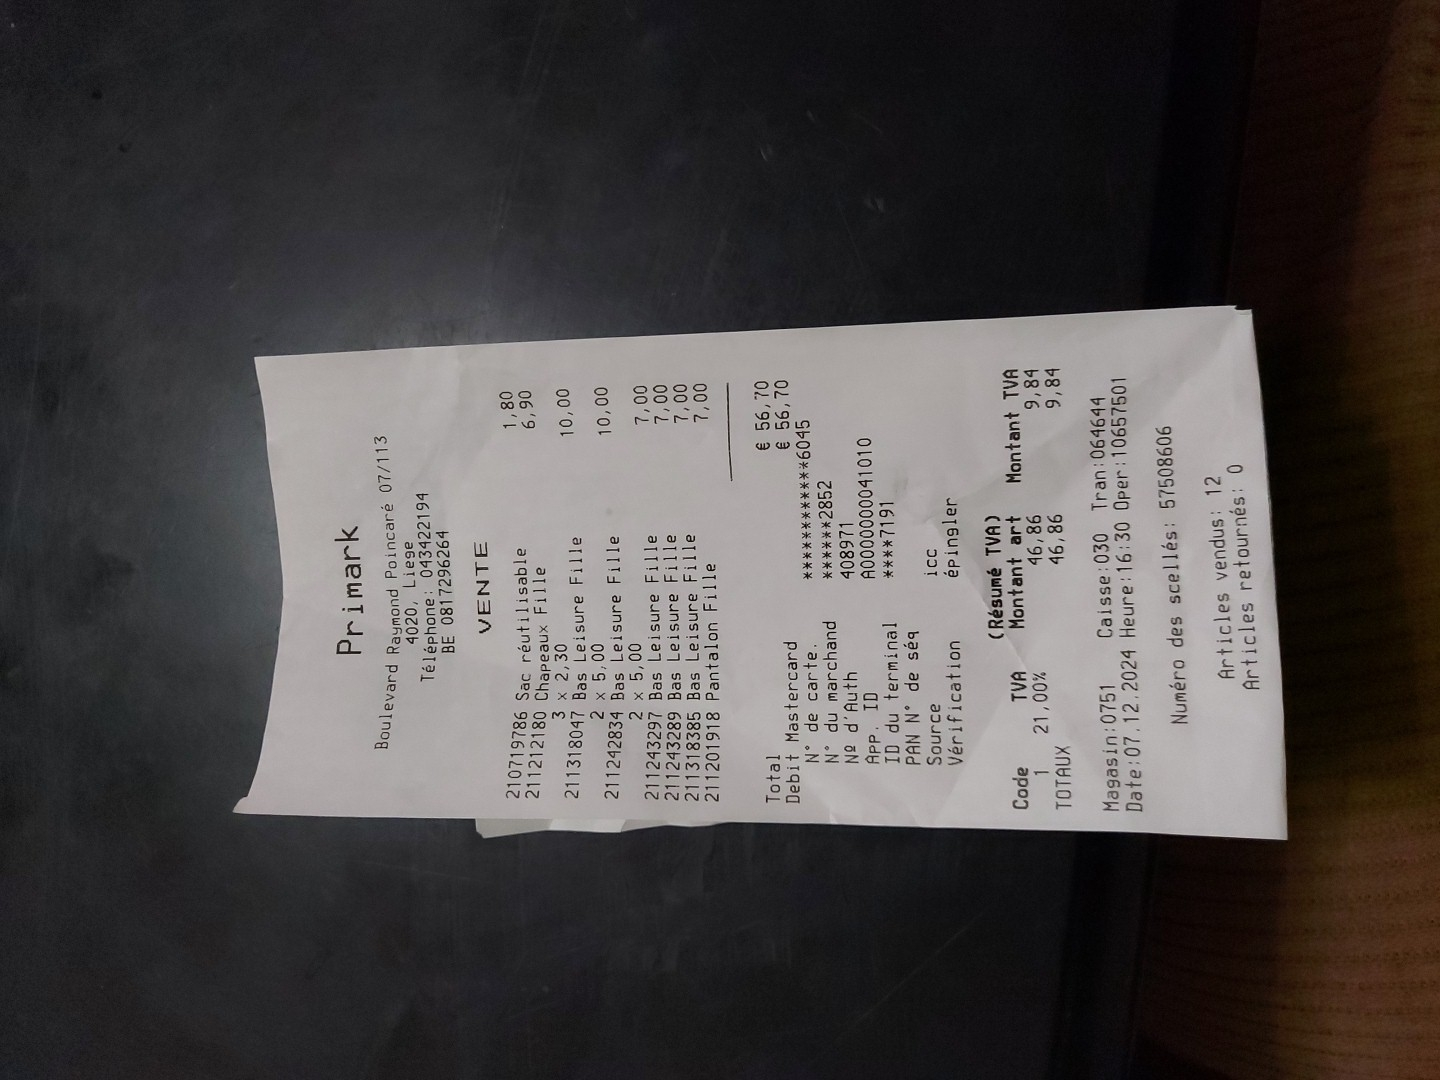 Primark
Boulevard Raymond Poincaré 07/113
4020, Liege
Téléphone: 043422194
BE 0817296264
VENTE
210719786 Sac réutilisable 1,80
211212180 Chapeaux Fille 6,90
3 x 2,30
211318047 Bas Leisure Fille 10,00
2 x 5,00
211242834 Bas Leisure Fille 10,00
2 x 5,00
211243297 Bas Leisure Fille 7,00
211243289 Bas Leisure Fille 7,00
211318385 Bas Leisure Fille 7,00
211201918 Pantalon Fille 7,00
Total € 56,70
Debit Mastercard € 56,70
N° de carte. ************6045
N° du marchand ******2852
Nº d'Auth 408971
App. ID A0000000041010
ID du terminal ****7191
PAN N° de séq
Source icc
Vérification épingler
(Résumé TVA)
Code TVA Montant art Montant TVA
1 21,00% 46,86 9,84
TOTAUX 46,86 9,84
Magasin:0751 Caisse:030 Tran:064644
Date:07.12.2024 Heure:16:30 Oper:10657501
Numéro des scellés: 57508606
Articles vendus: 12
Articles retournés: 0